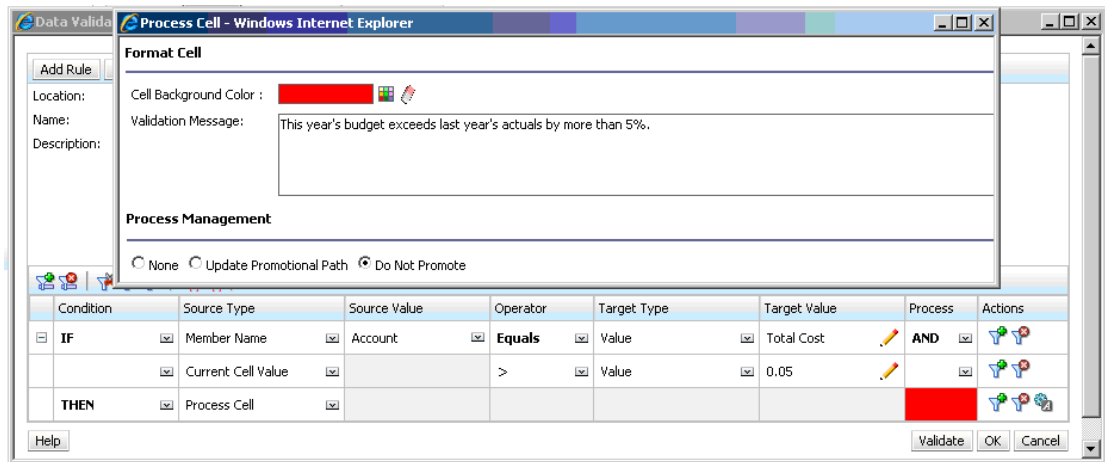 Data Valida
Process Cell - Windows Internet Explorer
Format Cell
Add Rule
Location:
Cell Background Color :
Name:
Validation Message:
This year's budget exceeds last year's actuals by more than 5%.
Description:
Process Management
None Update Promotional Path Do Not Promote
Condition Source Type Source Value Operator Target Type Target Value Process Actions
IF Member Name Account Equals Value Total Cost AND
Current Cell Value > Value 0.05
THEN Process Cell
Help Validate OK Cancel